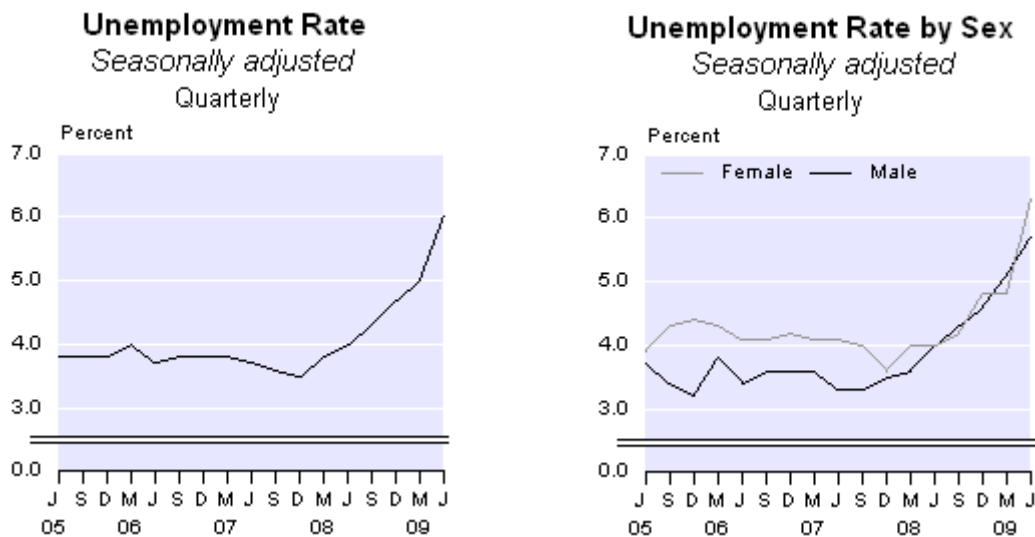 Unemployment Rate
Seasonally adjusted
Quarterly
Percent
7.0
6.0
5.0
4.0
3.0
0.0
J S D M J S D M J S D M J S D M J
05 06 07 08 09
Unemployment Rate by Sex
Seasonally adjusted
Quarterly
Percent
7.0
Female Male
6.0
5.0
4.0
3.0
0.0
J S D M J S D M J S D M J S D M J
05 06 07 08 09